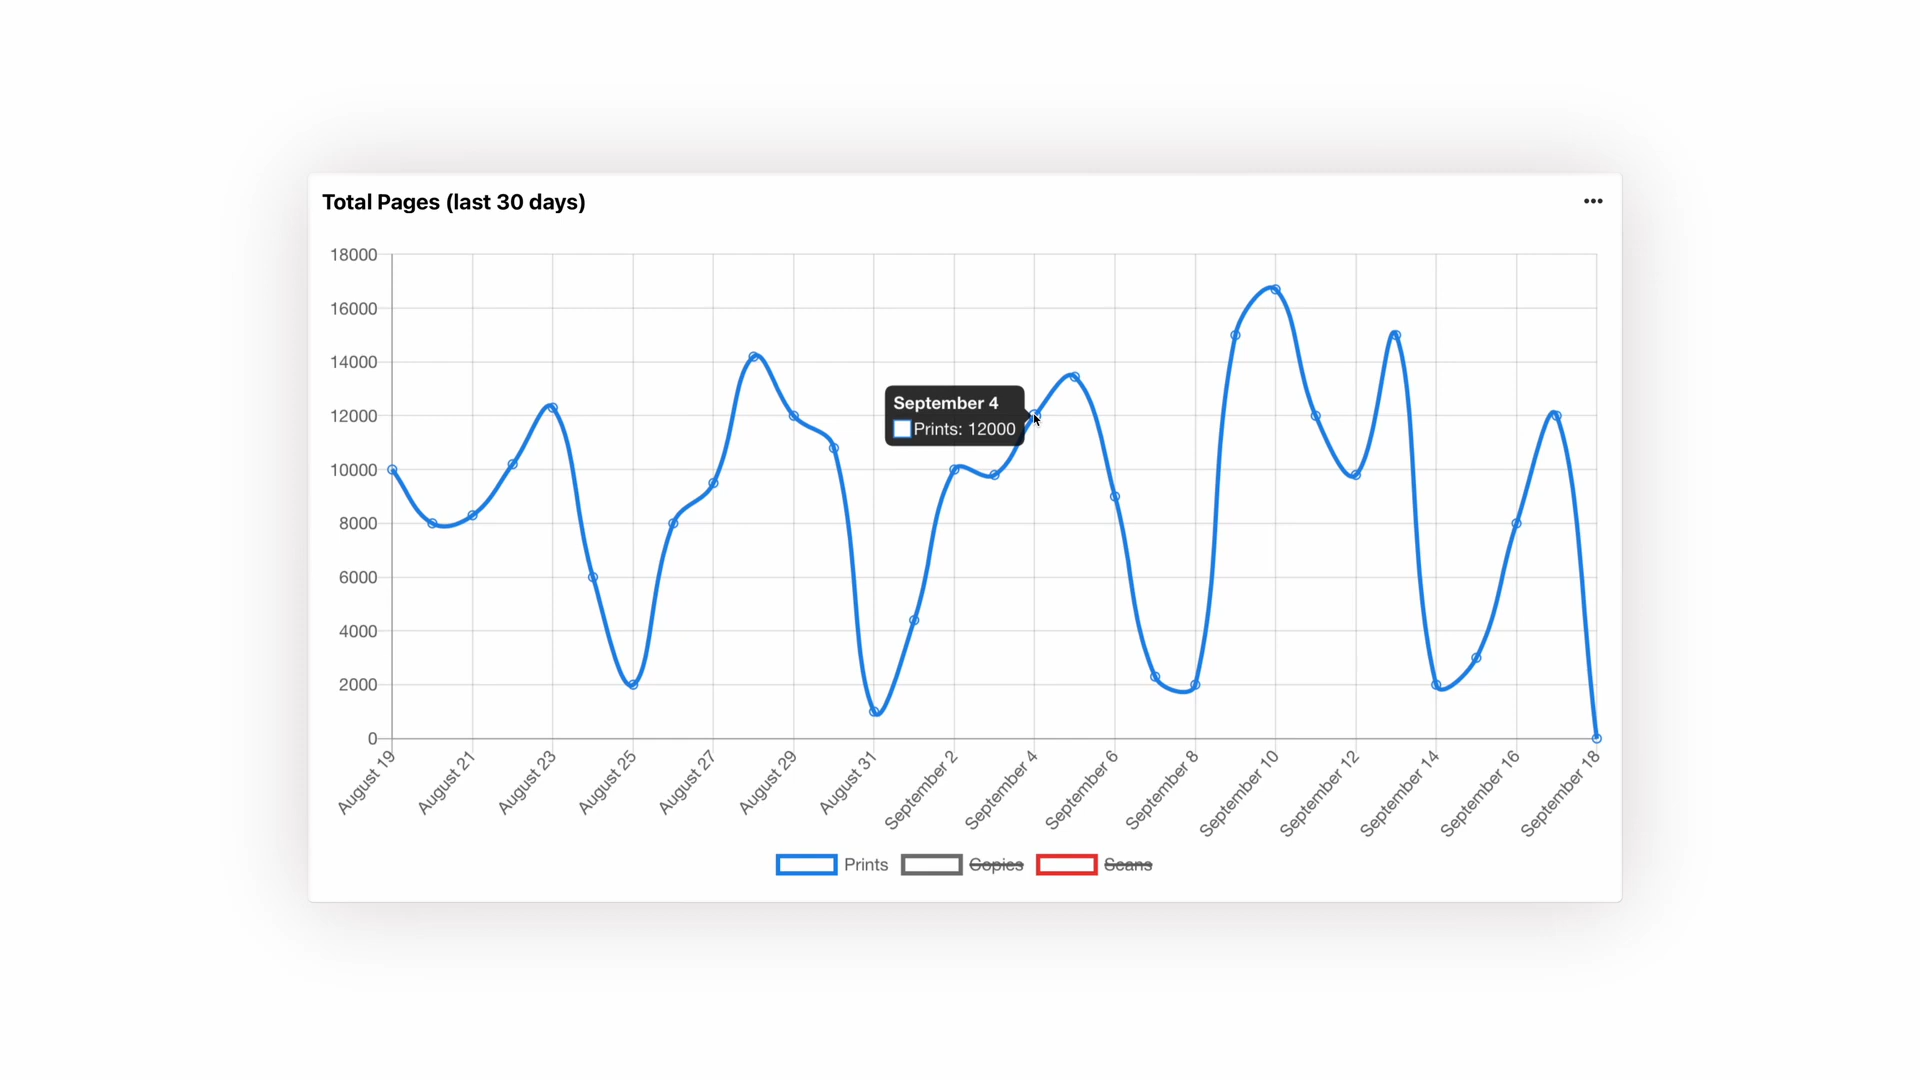 Total Pages (last 30 days)
18000
16000
14000
12000
10000
8000
6000
4000
2000
0
September 4
Prints: 12000
August 19
August 21
August 23
August 25
August 27
August 29
August 31
September 2
September 4
September 6
September 8
September 10
September 12
September 14
September 16
September 18
Prints Copies Scans